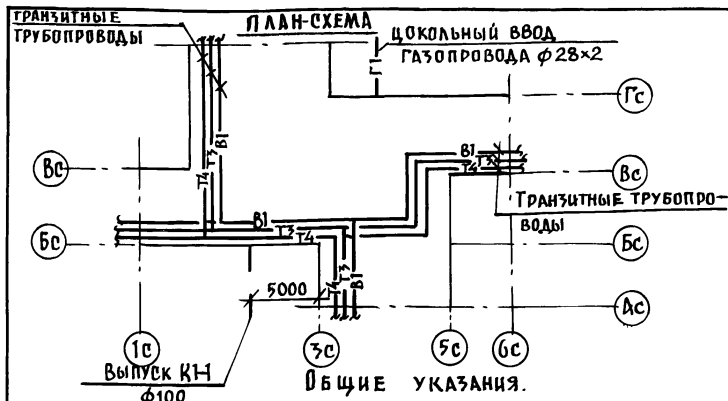 ПЛАН-СХЕМА
ТРАНЗИТНЫЕ
ТРУБОПРОВОДЫ
ЦОКОЛЬНЫЙ ВВОД
ГАЗОПРОВОДА ф28×2
Г1
Гс
В1
Т3
Т4
Вс
В1
Т3
Т4
Вс
ТРАНЗИТНЫЕ ТРУБОПРО-
ВОДЫ
В1
Т3
Т4
Бс
Бс
5000
Т4
Т3
В1
Ас
1с
3с
5с
6с
ВЫПУСК К1-1
ф100
ОБЩИЕ УКАЗАНИЯ.